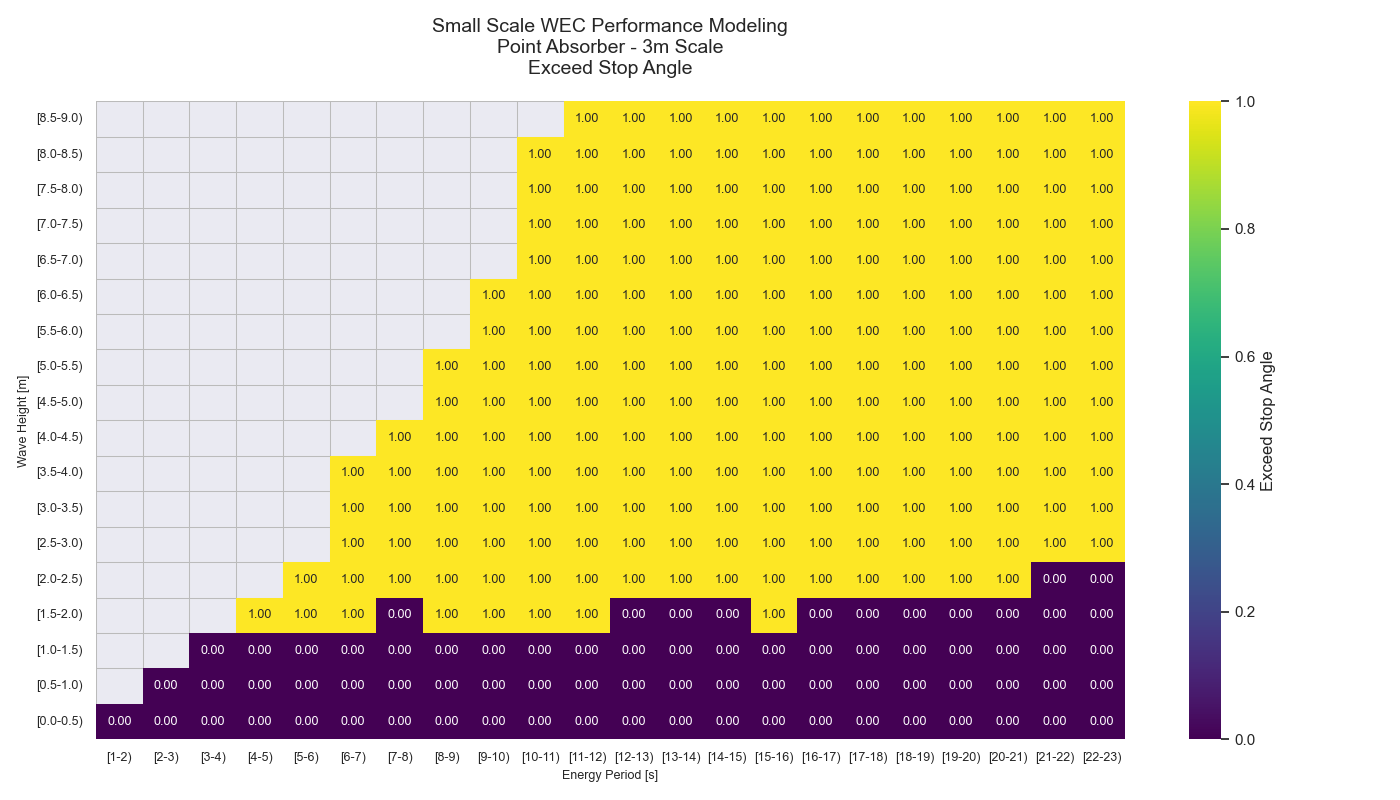 Small Scale WEC Performance Modeling
Point Absorber - 3m Scale
Exceed Stop Angle
Wave Height [m]
[8.5-9.0) 1.00 1.00 1.00 1.00 1.00 1.00 1.00 1.00 1.00 1.00 1.00 1.00
[8.0-8.5) 1.00 1.00 1.00 1.00 1.00 1.00 1.00 1.00 1.00 1.00 1.00 1.00 1.00
[7.5-8.0) 1.00 1.00 1.00 1.00 1.00 1.00 1.00 1.00 1.00 1.00 1.00 1.00 1.00
[7.0-7.5) 1.00 1.00 1.00 1.00 1.00 1.00 1.00 1.00 1.00 1.00 1.00 1.00 1.00
[6.5-7.0) 1.00 1.00 1.00 1.00 1.00 1.00 1.00 1.00 1.00 1.00 1.00 1.00 1.00
[6.0-6.5) 1.00 1.00 1.00 1.00 1.00 1.00 1.00 1.00 1.00 1.00 1.00 1.00 1.00 1.00
[5.5-6.0) 1.00 1.00 1.00 1.00 1.00 1.00 1.00 1.00 1.00 1.00 1.00 1.00 1.00 1.00
[5.0-5.5) 1.00 1.00 1.00 1.00 1.00 1.00 1.00 1.00 1.00 1.00 1.00 1.00 1.00 1.00 1.00
[4.5-5.0) 1.00 1.00 1.00 1.00 1.00 1.00 1.00 1.00 1.00 1.00 1.00 1.00 1.00 1.00 1.00
[4.0-4.5) 1.00 1.00 1.00 1.00 1.00 1.00 1.00 1.00 1.00 1.00 1.00 1.00 1.00 1.00 1.00 1.00
[3.5-4.0) 1.00 1.00 1.00 1.00 1.00 1.00 1.00 1.00 1.00 1.00 1.00 1.00 1.00 1.00 1.00 1.00 1.00
[3.0-3.5) 1.00 1.00 1.00 1.00 1.00 1.00 1.00 1.00 1.00 1.00 1.00 1.00 1.00 1.00 1.00 1.00 1.00
[2.5-3.0) 1.00 1.00 1.00 1.00 1.00 1.00 1.00 1.00 1.00 1.00 1.00 1.00 1.00 1.00 1.00 1.00 1.00
[2.0-2.5) 1.00 1.00 1.00 1.00 1.00 1.00 1.00 1.00 1.00 1.00 1.00 1.00 1.00 1.00 1.00 1.00 0.00 0.00
[1.5-2.0) 1.00 1.00 1.00 0.00 1.00 1.00 1.00 1.00 0.00 0.00 0.00 1.00 0.00 0.00 0.00 0.00 0.00 0.00 0.00
[1.0-1.5) 0.00 0.00 0.00 0.00 0.00 0.00 0.00 0.00 0.00 0.00 0.00 0.00 0.00 0.00 0.00 0.00 0.00 0.00 0.00 0.00
[0.5-1.0) 0.00 0.00 0.00 0.00 0.00 0.00 0.00 0.00 0.00 0.00 0.00 0.00 0.00 0.00 0.00 0.00 0.00 0.00 0.00 0.00 0.00
[0.0-0.5) 0.00 0.00 0.00 0.00 0.00 0.00 0.00 0.00 0.00 0.00 0.00 0.00 0.00 0.00 0.00 0.00 0.00 0.00 0.00 0.00 0.00 0.00
[1-2) [2-3) [3-4) [4-5) [5-6) [6-7) [7-8) [8-9) [9-10) [10-11) [11-12) [12-13) [13-14) [14-15) [15-16) [16-17) [17-18) [18-19) [19-20) [20-21) [21-22) [22-23)
Energy Period [s]
1.0
0.8
0.6
0.4
0.2
0.0
Exceed Stop Angle